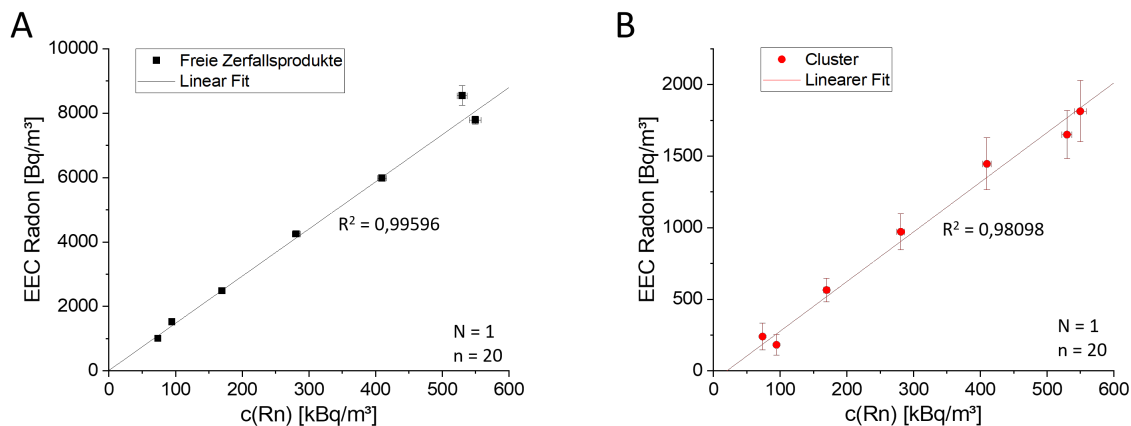 A
Freie Zerfallsprodukte
Linear Fit
EEC Radon [Bq/m³]
10000
8000
6000
4000
2000
0
R² = 0,99596
N = 1
n = 20
0 100 200 300 400 500 600
c(Rn) [kBq/m³]
B
Cluster
Linearer Fit
EEC Radon [Bq/m³]
2000
1500
1000
500
0
R² = 0,98098
N = 1
n = 20
0 100 200 300 400 500 600
c(Rn) [kBq/m³]